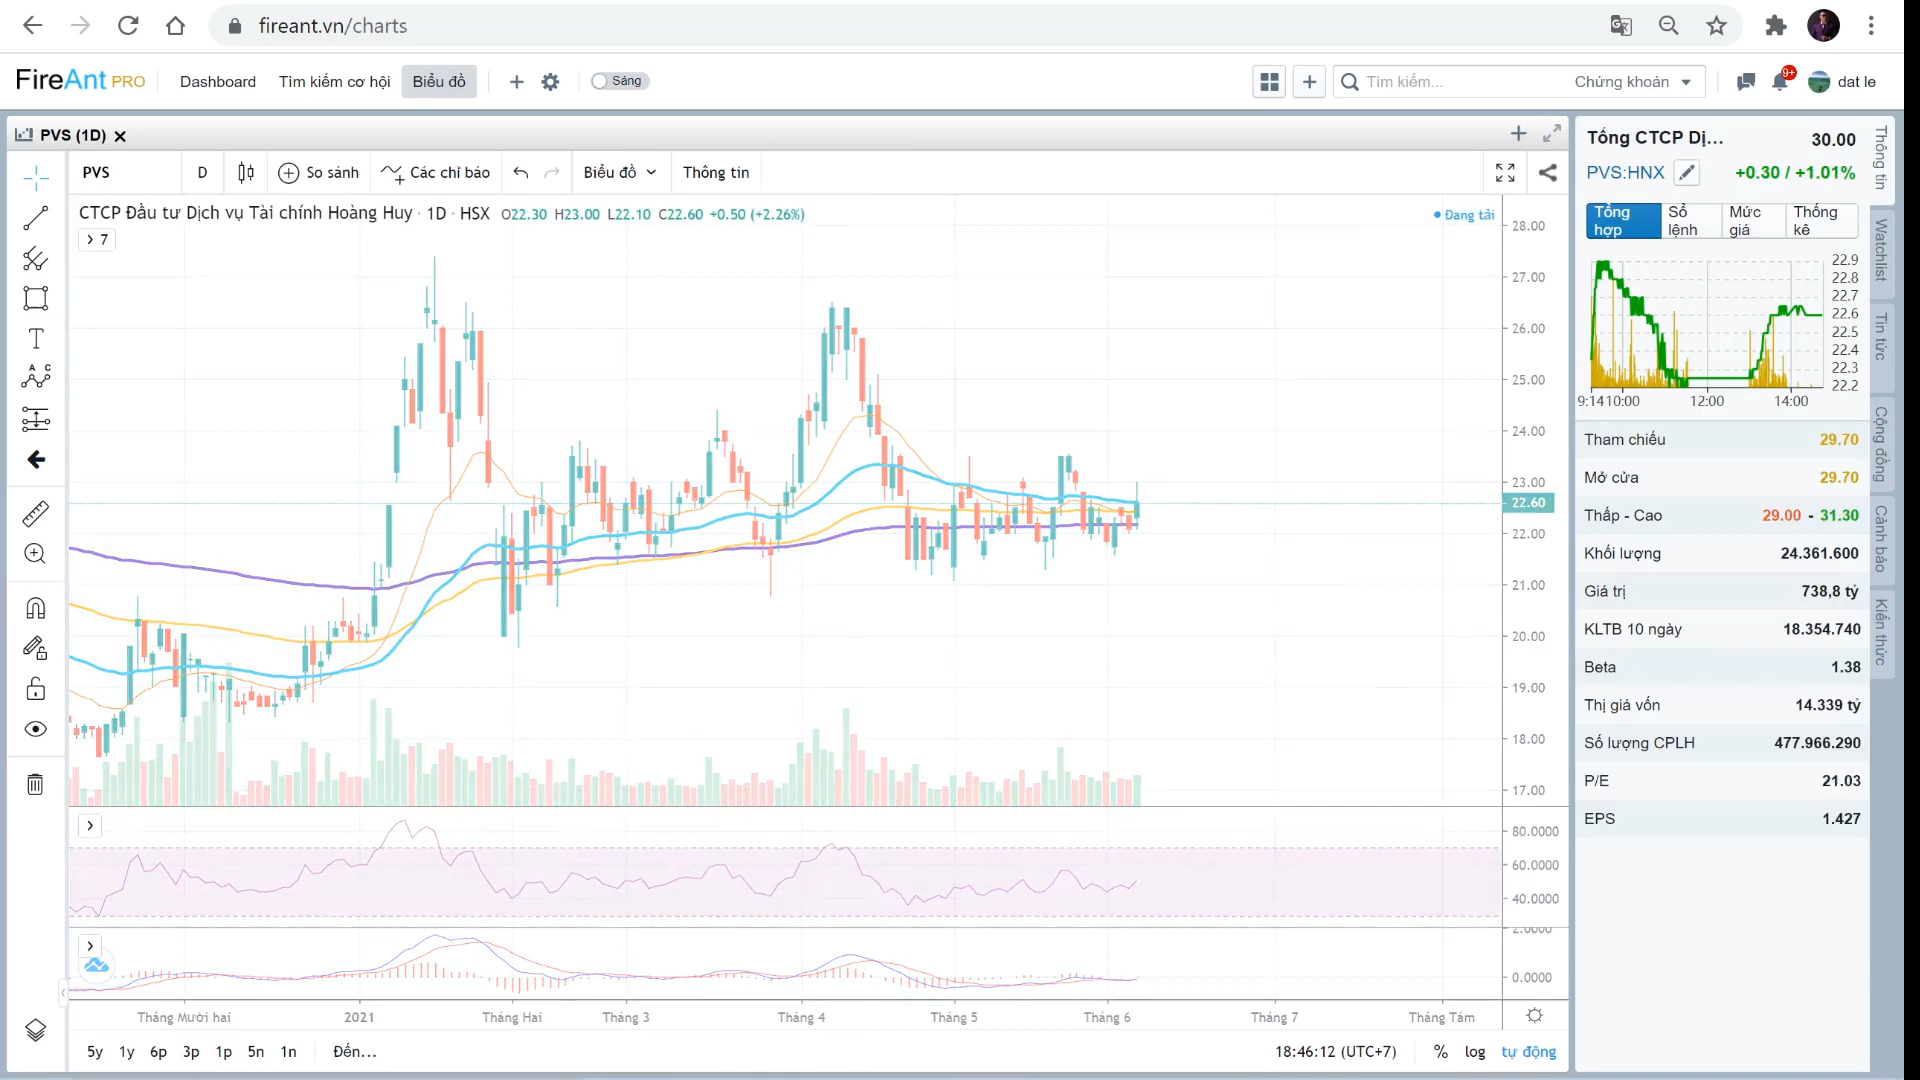 fireant.vn/charts
FireAnt PRO Dashboard Tìm kiếm cơ hội Biểu đồ Sáng Tìm kiếm... Chứng khoán 9+ dat le
PVS (1D)
PVS D So sánh Các chỉ báo Biểu đồ Thông tin
CTCP Đầu tư Dịch vụ Tài chính Hoàng Huy · 1D · HSX O22.30 H23.00 L22.10 C22.60 +0.50 (+2.26%)
Đang tải
7
28.00
27.00
26.00
25.00
24.00
23.00
22.60
22.00
21.00
20.00
19.00
18.00
17.00
80.0000
60.0000
40.0000
2.0000
0.0000
Tháng Mười hai 2021 Tháng Hai Tháng 3 Tháng 4 Tháng 5 Tháng 6 Tháng 7 Tháng Tám
5y 1y 6p 3p 1p 5n 1n Đến... 18:46:12 (UTC+7) % log tự động
Tổng CTCP Dị... 30.00
PVS:HNX +0.30 / +1.01%
Tổng hợp Sổ lệnh Mức giá Thống kê
22.9
22.8
22.7
22.6
22.5
22.4
22.3
22.2
9:14 10:00 12:00 14:00
Tham chiếu 29.70
Mở cửa 29.70
Thấp - Cao 29.00 - 31.30
Khối lượng 24.361.600
Giá trị 738,8 tỷ
KLTB 10 ngày 18.354.740
Beta 1.38
Thị giá vốn 14.339 tỷ
Số lượng CPLH 477.966.290
P/E 21.03
EPS 1.427
Thông tin
Watchlist
Tin tức
Cộng đồng
Cảnh báo
Kiến thức